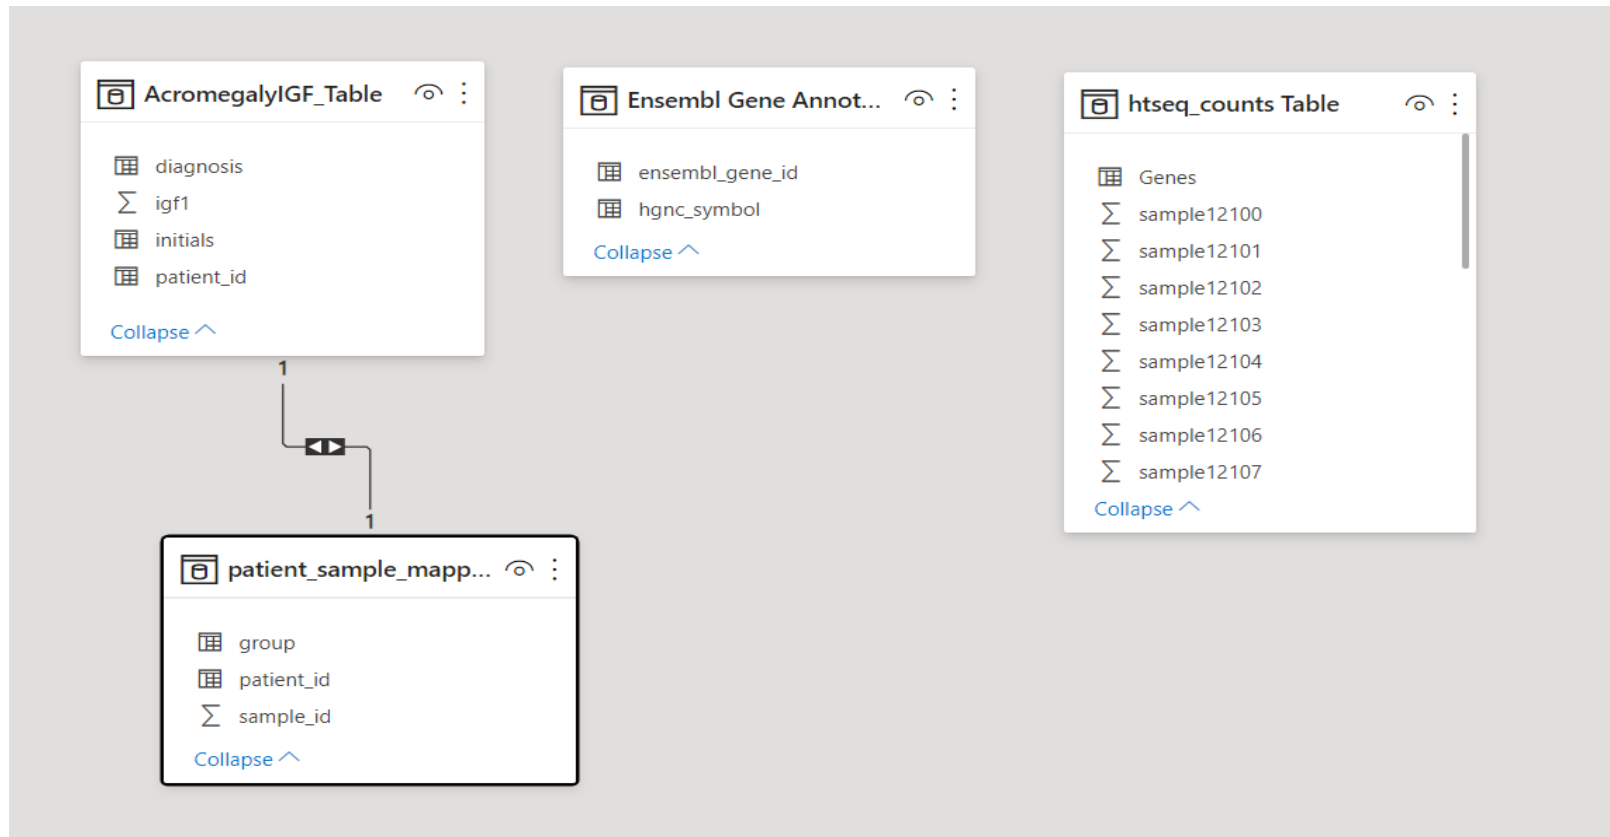 AcromegalyIGF_Table
diagnosis
igf1
initials
patient_id
Collapse
1
1
patient_sample_mapp...
group
patient_id
sample_id
Collapse
Ensembl Gene Annot...
ensembl_gene_id
hgnc_symbol
Collapse
htseq_counts Table
Genes
sample12100
sample12101
sample12102
sample12103
sample12104
sample12105
sample12106
sample12107
Collapse